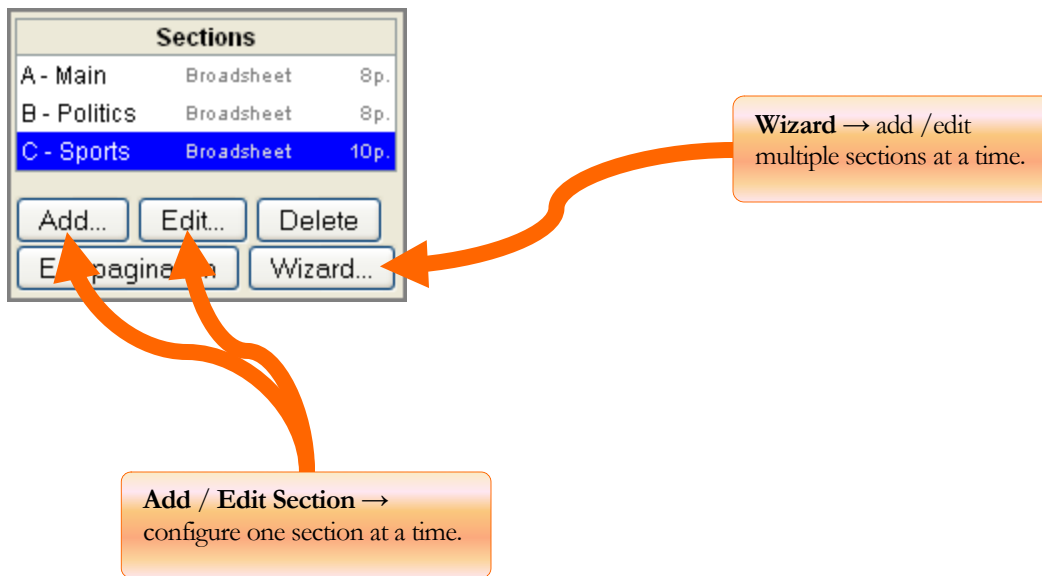 Sections
A - Main Broadsheet 8p.
B - Politics Broadsheet 8p.
C - Sports Broadsheet 10p.
Add... Edit... Delete
Wizard...
Wizard → add /edit
multiple sections at a time.
Add / Edit Section →
configure one section at a time.